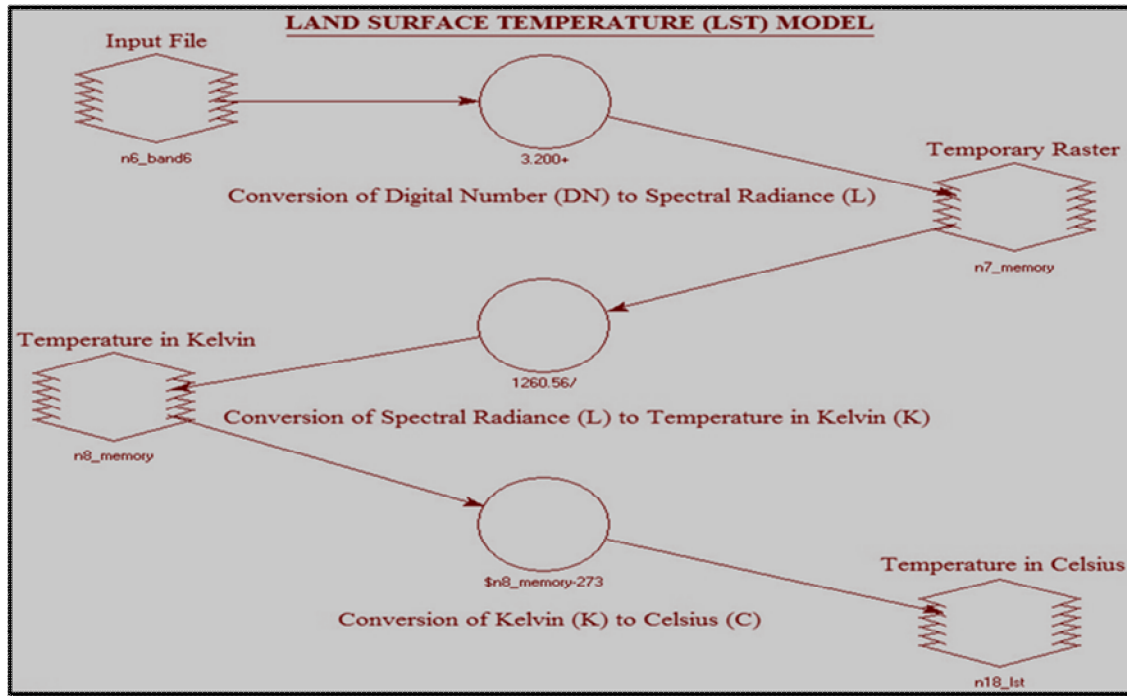 LAND SURFACE TEMPERATURE (LST) MODEL
Input File
n6_band6
3.200+
Temporary Raster
Conversion of Digital Number (DN) to Spectral Radiance (L)
n7_memory
Temperature in Kelvin
1260.56/
Conversion of Spectral Radiance (L) to Temperature in Kelvin (K)
n8_memory
$n8_memory-273
Temperature in Celsius
Conversion of Kelvin (K) to Celsius (C)
n18_lst